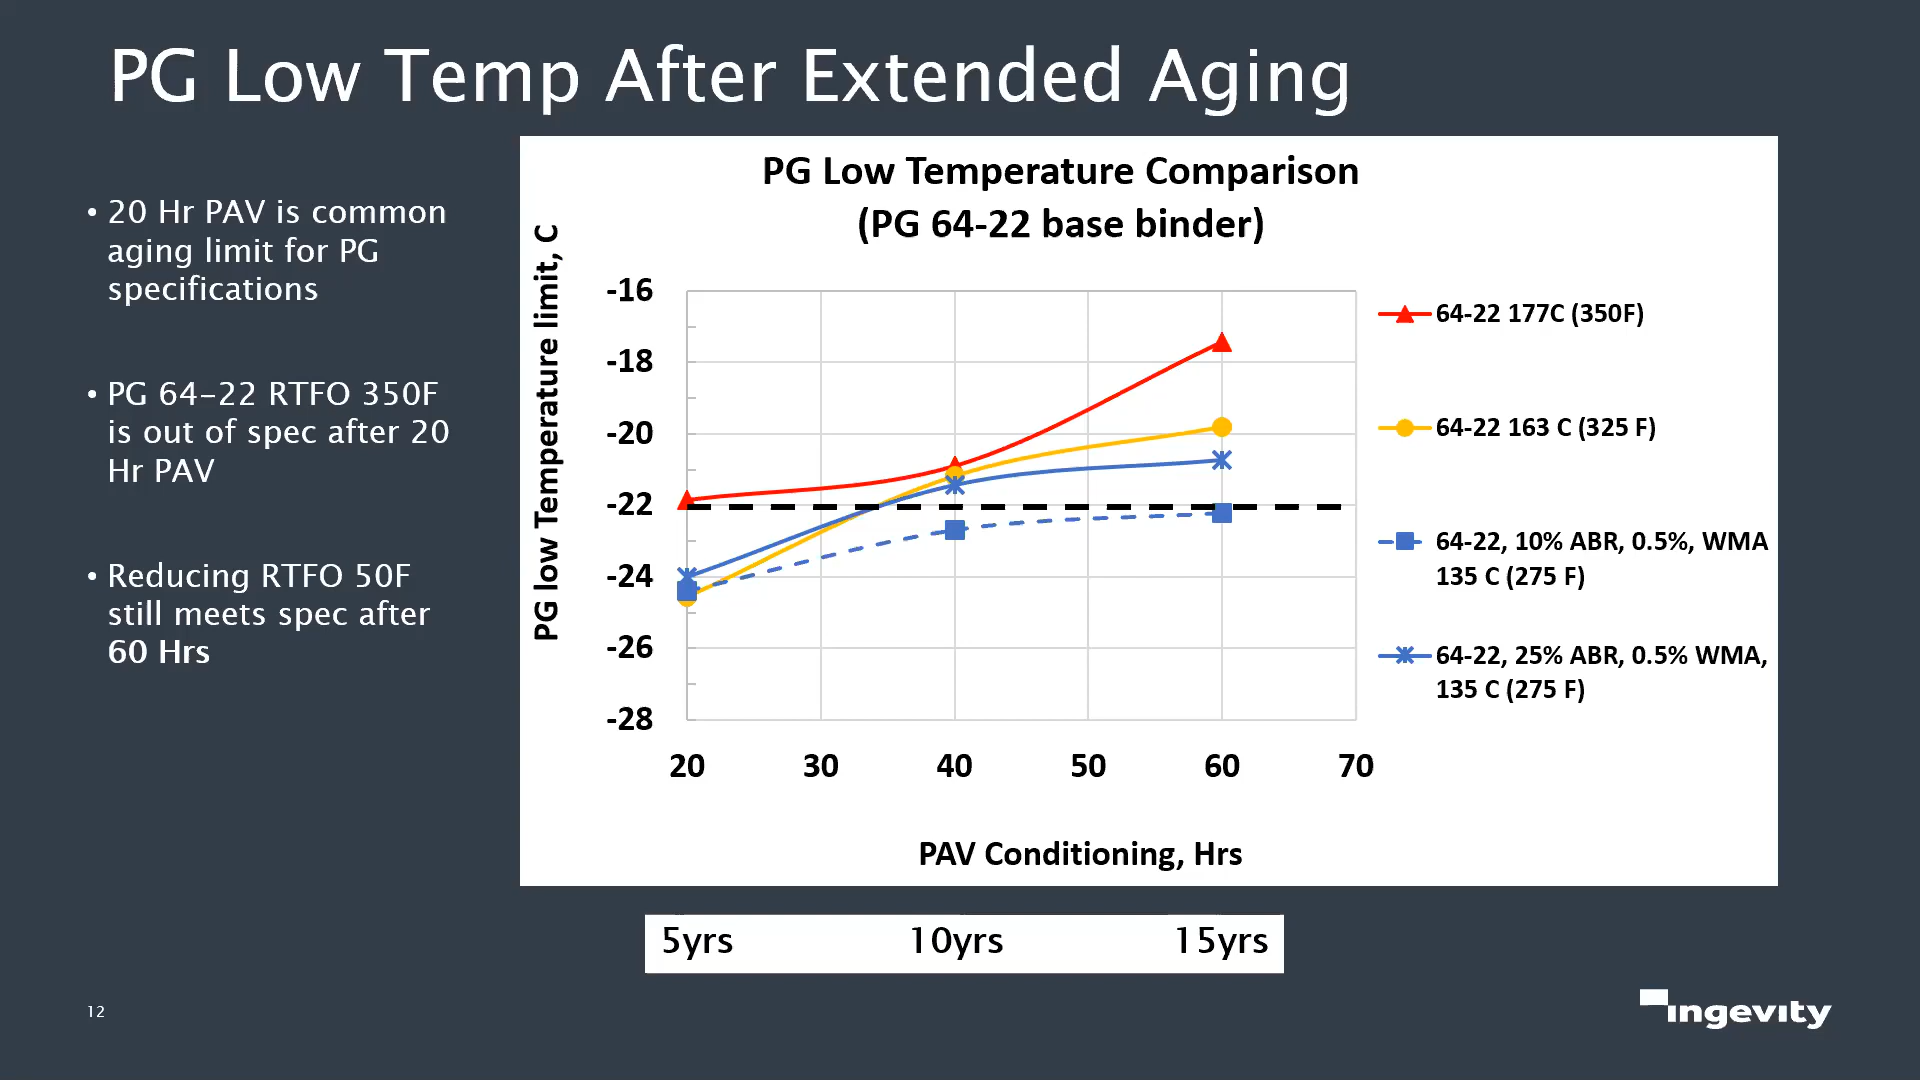 PG Low Temp After Extended Aging
• 20 Hr PAV is common
aging limit for PG
specifications
• PG 64-22 RTFO 350F
is out of spec after 20
Hr PAV
• Reducing RTFO 50F
still meets spec after
60 Hrs
PG Low Temperature Comparison
(PG 64-22 base binder)
PG low Temperature limit, C
-16
-18
-20
-22
-24
-26
-28
20 30 40 50 60 70
PAV Conditioning, Hrs
64-22 177C (350F)
64-22 163 C (325 F)
64-22, 10% ABR, 0.5%, WMA
135 C (275 F)
64-22, 25% ABR, 0.5% WMA,
135 C (275 F)
5yrs 10yrs 15yrs
12
ingevity